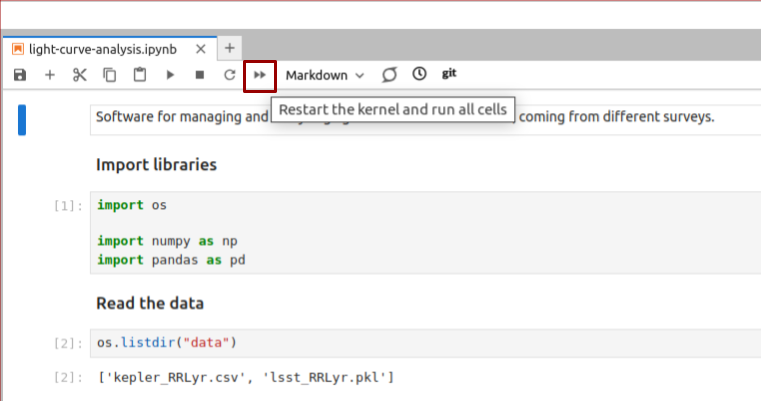 light-curve-analysis.ipynb
Markdown
git
Restart the kernel and run all cells
Software for managing and coming from different surveys.
Import libraries
[1]: import os
import numpy as np
import pandas as pd
Read the data
[2]: os.listdir("data")
[2]: ['kepler_RRLyr.csv', 'lsst_RRLyr.pkl']